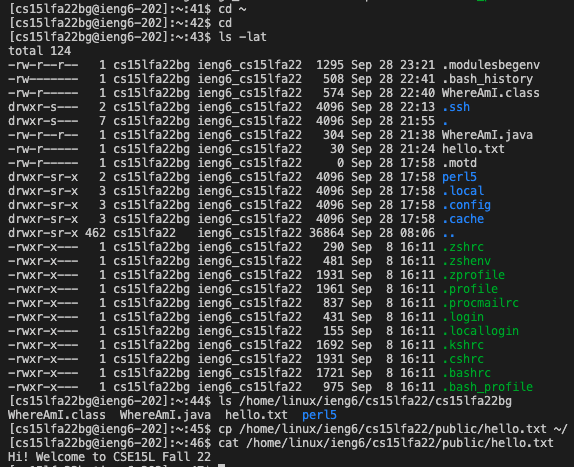 [cs15lfa22bg@ieng6-202]:~:41$ cd ~
[cs15lfa22bg@ieng6-202]:~:42$ cd
[cs15lfa22bg@ieng6-202]:~:43$ ls -lat
total 124
-rw-r--r--   1 cs15lfa22bg ieng6_cs15lfa22  1295 Sep 28 23:21 .modulesbegenv
-rw-------   1 cs15lfa22bg ieng6_cs15lfa22   508 Sep 28 22:41 .bash_history
-rw-r-----   1 cs15lfa22bg ieng6_cs15lfa22   574 Sep 28 22:40 WhereAmI.class
drwxr-s---   2 cs15lfa22bg ieng6_cs15lfa22  4096 Sep 28 22:13 .ssh
drwxr-s---   7 cs15lfa22bg ieng6_cs15lfa22  4096 Sep 28 21:55 .
-rw-r--r--   1 cs15lfa22bg ieng6_cs15lfa22   304 Sep 28 21:38 WhereAmI.java
-rw-r-----   1 cs15lfa22bg ieng6_cs15lfa22    30 Sep 28 21:24 hello.txt
-rw-r--r--   1 cs15lfa22bg ieng6_cs15lfa22     0 Sep 28 17:58 .motd
drwxr-sr-x   2 cs15lfa22bg ieng6_cs15lfa22  4096 Sep 28 17:58 perl5
drwxr-sr-x   3 cs15lfa22bg ieng6_cs15lfa22  4096 Sep 28 17:58 .local
drwxr-sr-x   3 cs15lfa22bg ieng6_cs15lfa22  4096 Sep 28 17:58 .config
drwxr-sr-x   3 cs15lfa22bg ieng6_cs15lfa22  4096 Sep 28 17:58 .cache
drwxr-sr-x 462 cs15lfa22   ieng6_cs15lfa22 36864 Sep 28 08:06 ..
-rwxr-x---   1 cs15lfa22bg ieng6_cs15lfa22   290 Sep  8 16:11 .zshrc
-rwxr-x---   1 cs15lfa22bg ieng6_cs15lfa22   481 Sep  8 16:11 .zshenv
-rwxr-x---   1 cs15lfa22bg ieng6_cs15lfa22  1931 Sep  8 16:11 .zprofile
-rwxr-x---   1 cs15lfa22bg ieng6_cs15lfa22  1961 Sep  8 16:11 .profile
-rwxr-x---   1 cs15lfa22bg ieng6_cs15lfa22   837 Sep  8 16:11 .procmailrc
-rwxr-x---   1 cs15lfa22bg ieng6_cs15lfa22   431 Sep  8 16:11 .login
-rwxr-x---   1 cs15lfa22bg ieng6_cs15lfa22   155 Sep  8 16:11 .locallogin
-rwxr-x---   1 cs15lfa22bg ieng6_cs15lfa22  1692 Sep  8 16:11 .kshrc
-rwxr-x---   1 cs15lfa22bg ieng6_cs15lfa22  1931 Sep  8 16:11 .cshrc
-rwxr-x---   1 cs15lfa22bg ieng6_cs15lfa22  1721 Sep  8 16:11 .bashrc
-rwxr-x---   1 cs15lfa22bg ieng6_cs15lfa22   975 Sep  8 16:11 .bash_profile
[cs15lfa22bg@ieng6-202]:~:44$ ls /home/linux/ieng6/cs15lfa22/cs15lfa22bg
WhereAmI.class  WhereAmI.java  hello.txt  perl5
[cs15lfa22bg@ieng6-202]:~:45$ cp /home/linux/ieng6/cs15lfa22/public/hello.txt ~/
[cs15lfa22bg@ieng6-202]:~:46$ cat /home/linux/ieng6/cs15lfa22/public/hello.txt
Hi! Welcome to CSE15L Fall 22